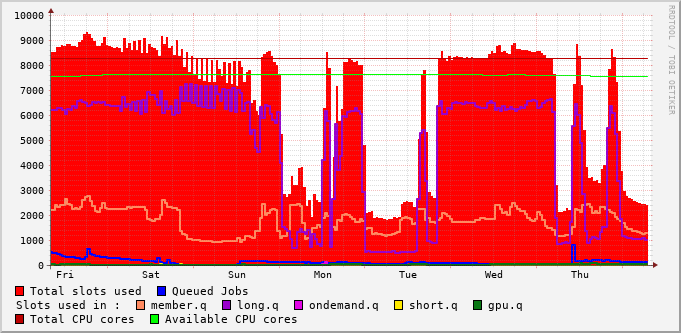 10000
9000
8000
7000
6000
5000
4000
3000
2000
1000
0
Fri Sat Sun Mon Tue Wed Thu
RRDTOOL / TOBI OETIKER
Total slots used Queued Jobs
Slots used in : member.q long.q ondemand.q short.q gpu.q
Total CPU cores Available CPU cores